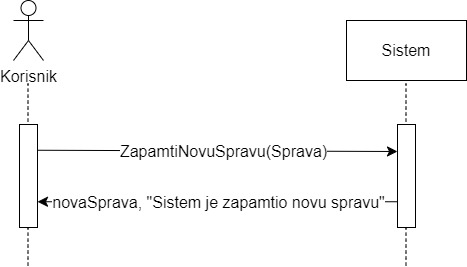 Korisnik
Sistem
ZapamtiNovuSpravu(Sprava)
novaSprava, "Sistem je zapamtio novu spravu"